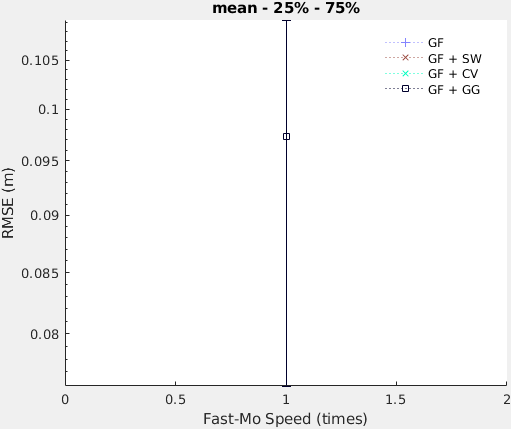 mean - 25% - 75%
GF
GF + SW
GF + CV
GF + GG
0.105
0.1
0.095
0.09
0.085
0.08
RMSE (m)
0 0.5 1 1.5 2
Fast-Mo Speed (times)